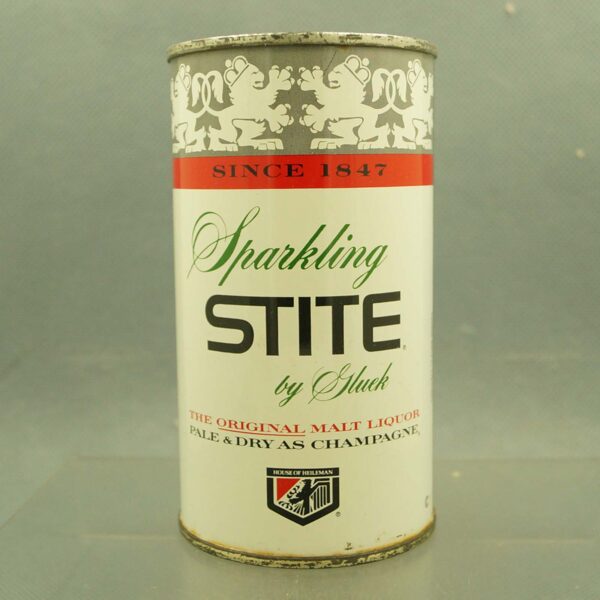 SINCE 1847
Sparkling
STITE
by Gluek
THE ORIGINAL MALT LIQUOR
PALE & DRY AS CHAMPAGNE
HOUSE OF HEILEMAN
®
C